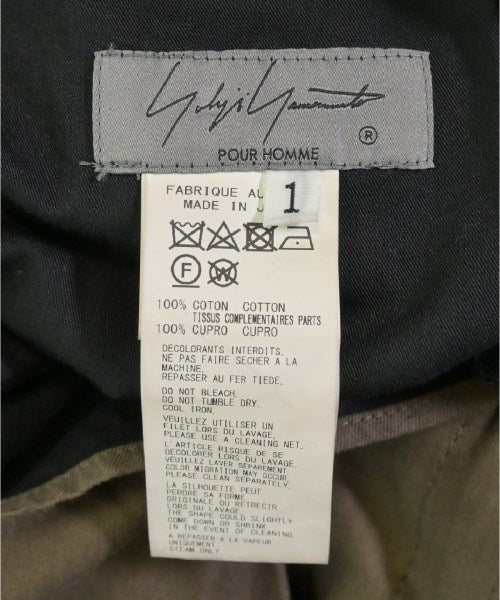 Yohji Yamamoto
®
POUR HOMME
1
FABRIQUE AU
MADE IN J
F W
100% COTON COTTON
TISSUS COMPLEMENTAIRES PARTS
100% CUPRO CUPRO
DECOLORANTS INTERDITS.
NE PAS FAIRE SECHER A LA
MACHINE.
REPASSER AU FER TIEDE.
DO NOT BLEACH.
DO NOT TUMBLE DRY.
COOL IRON.
VEUILLEZ UTILISER UN
FILET LORS DU LAVAGE.
PLEASE USE A CLEANING NET.
L'ARTICLE RISQUE DE SE
DECOLORER LORS DU LAVAGE.
VEUILLEZ LAVER SEPAREMENT
COLOR MIGRATION MAY OCCUR.
PLEASE CLEAN SEPARATELY.
LA SILHOUETTE PEUT
PERDRE SA FORME
ORIGINALE OU RETRECIR
LORS DU LAVAGE.
THE SHAPE COULD SLIGHTLY
COME DOWN OR SHRINK
IN THE EVENT OF CLEANING
A REPASSER A LA VAPEUR
UNIQUEMENT.
STEAM ONLY.